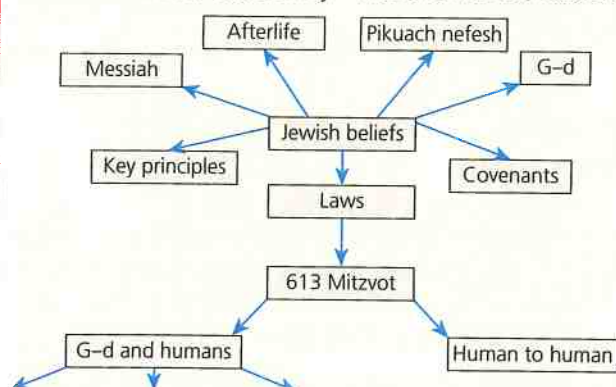 Afterlife
Pikuach nefesh
Messiah
G–d
Jewish beliefs
Key principles
Covenants
Laws
613 Mitzvot
G–d and humans
Human to human